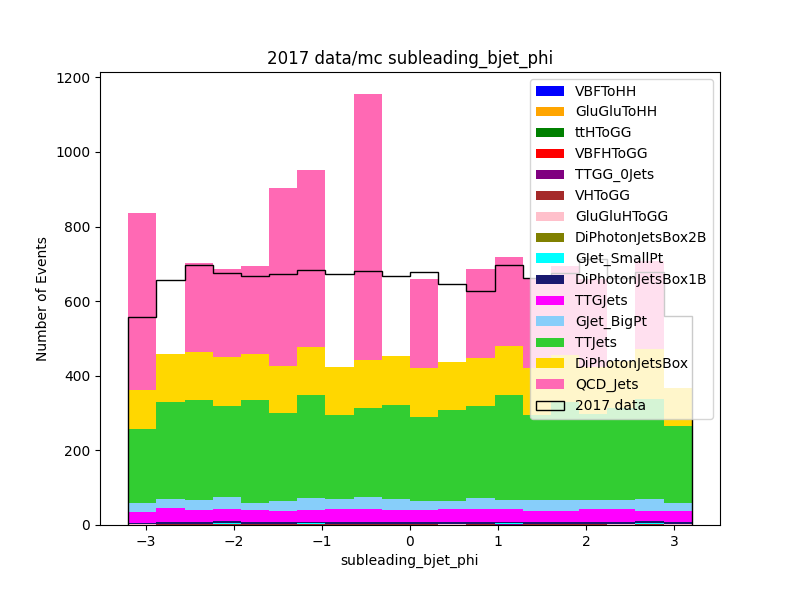 2017 data/mc subleading_bjet_phi
1200
1000
800
600
400
200
0
Number of Events
−3
−2
−1
0
1
2
3
subleading_bjet_phi
VBFToHH
GluGluToHH
ttHToGG
VBFHToGG
TTGG_0Jets
VHToGG
GluGluHToGG
DiPhotonJetsBox2B
GJet_SmallPt
DiPhotonJetsBox1B
TTGJets
GJet_BigPt
TTJets
DiPhotonJetsBox
QCD_Jets
2017 data